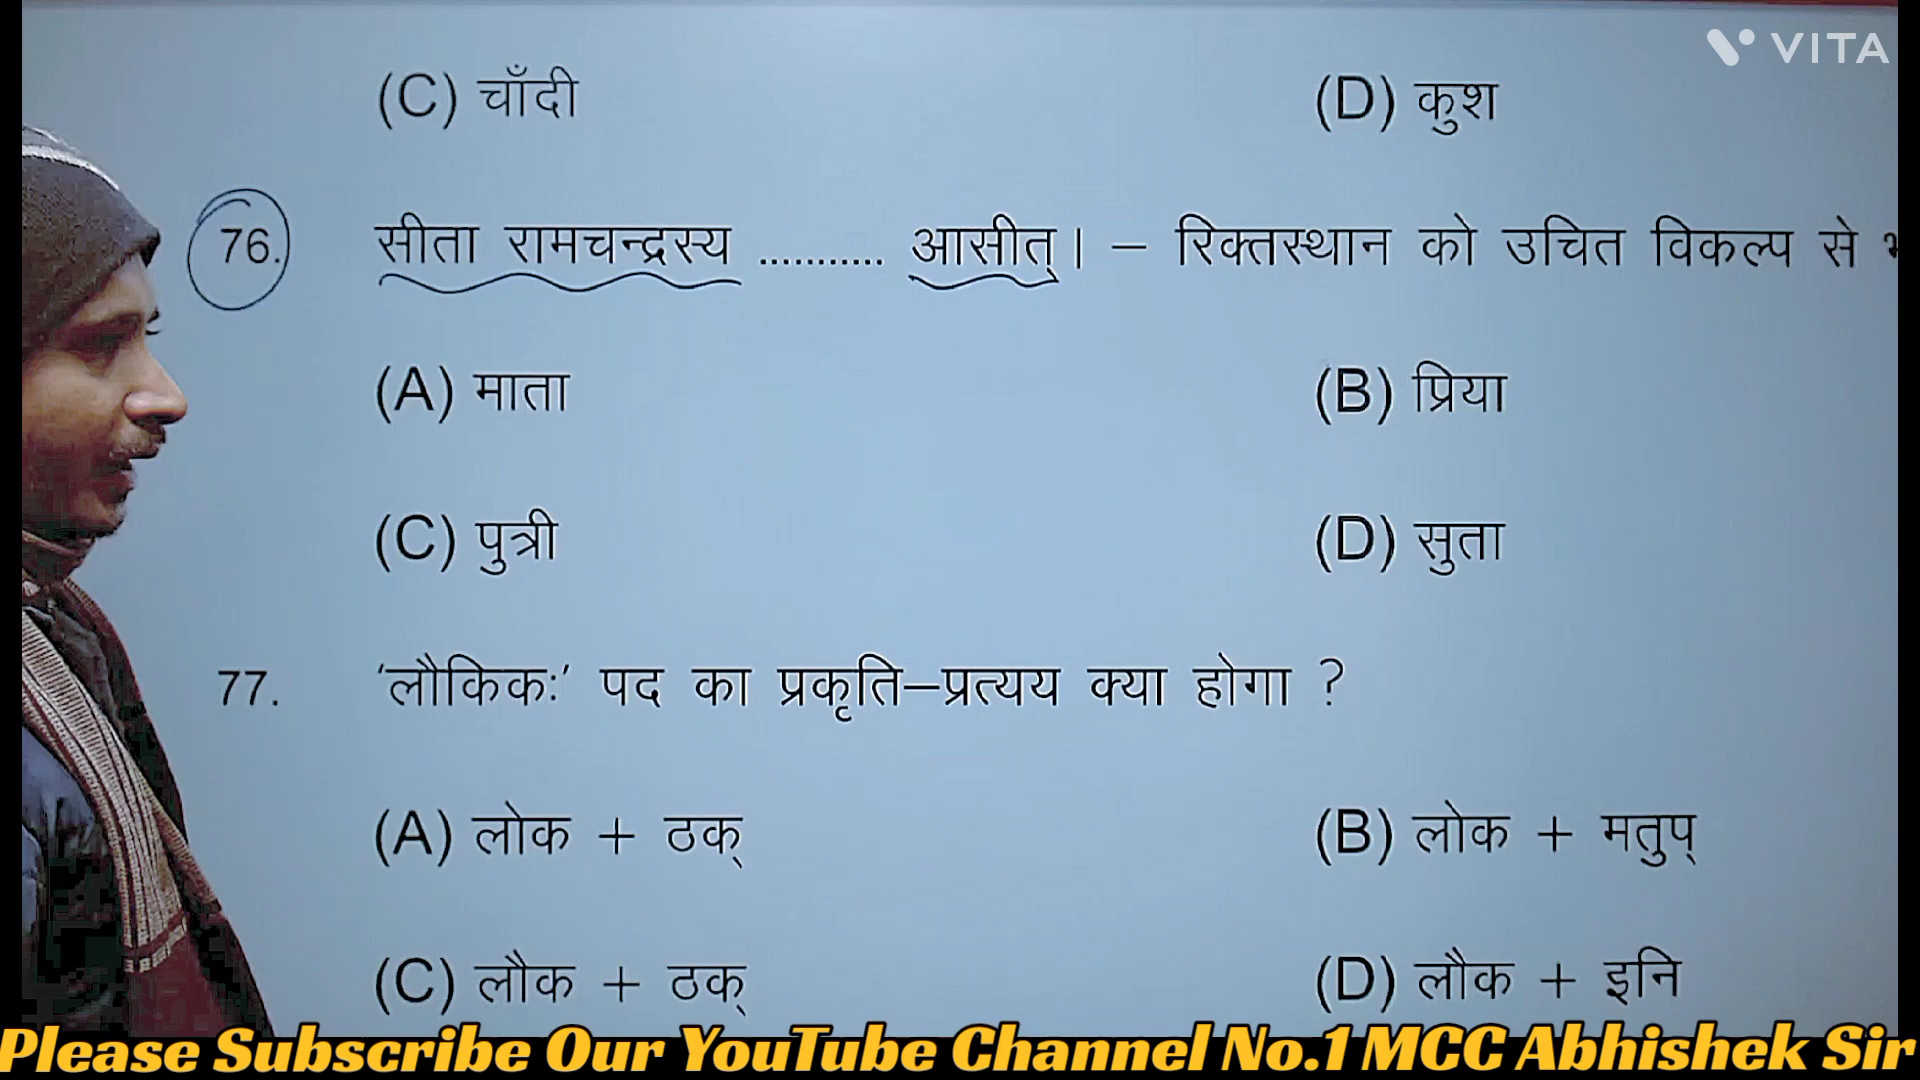 VITA
(C) चाँदी (D) कुश
76. सीता रामचन्द्रस्य ........... आसीत्। – रिक्तस्थान को उचित विकल्प से
(A) माता (B) प्रिया
(C) पुत्री (D) सुता
77. 'लौकिकः' पद का प्रकृति–प्रत्यय क्या होगा ?
(A) लोक + ठक् (B) लोक + मतुप्
(C) लौक + ठक् (D) लौक + इनि
Please Subscribe Our YouTube Channel No.1 MCC Abhishek Sir